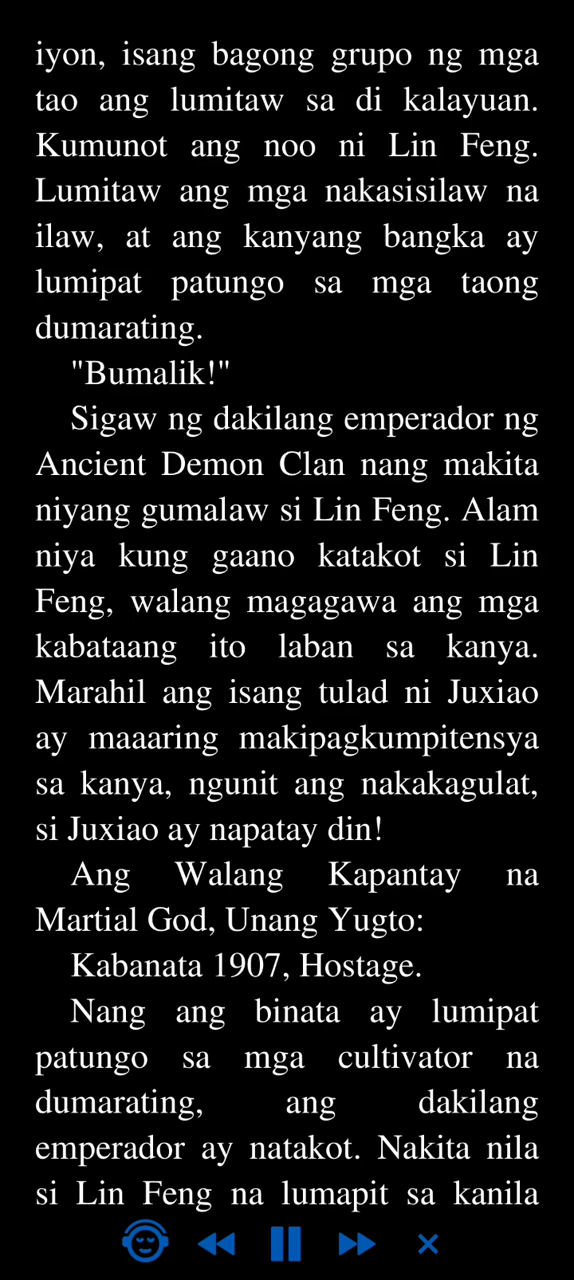 iyon, isang bagong grupo ng mga
tao ang lumitaw sa di kalayuan.
Kumunot ang noo ni Lin Feng.
Lumitaw ang mga nakasisilaw na
ilaw, at ang kanyang bangka ay
lumipat patungo sa mga taong
dumarating.
"Bumalik!"
Sigaw ng dakilang emperador ng
Ancient Demon Clan nang makita
niyang gumalaw si Lin Feng. Alam
niya kung gaano katakot si Lin
Feng, walang magagawa ang mga
kabataang ito laban sa kanya.
Marahil ang isang tulad ni Juxiao
ay maaaring makipagkumpitensya
sa kanya, ngunit ang nakakagulat,
si Juxiao ay napatay din!
Ang Walang Kapantay na
Martial God, Unang Yugto:
Kabanata 1907, Hostage.
Nang ang binata ay lumipat
patungo sa mga cultivator na
dumarating, ang dakilang
emperador ay natakot. Nakita nila
si Lin Feng na lumapit sa kanila